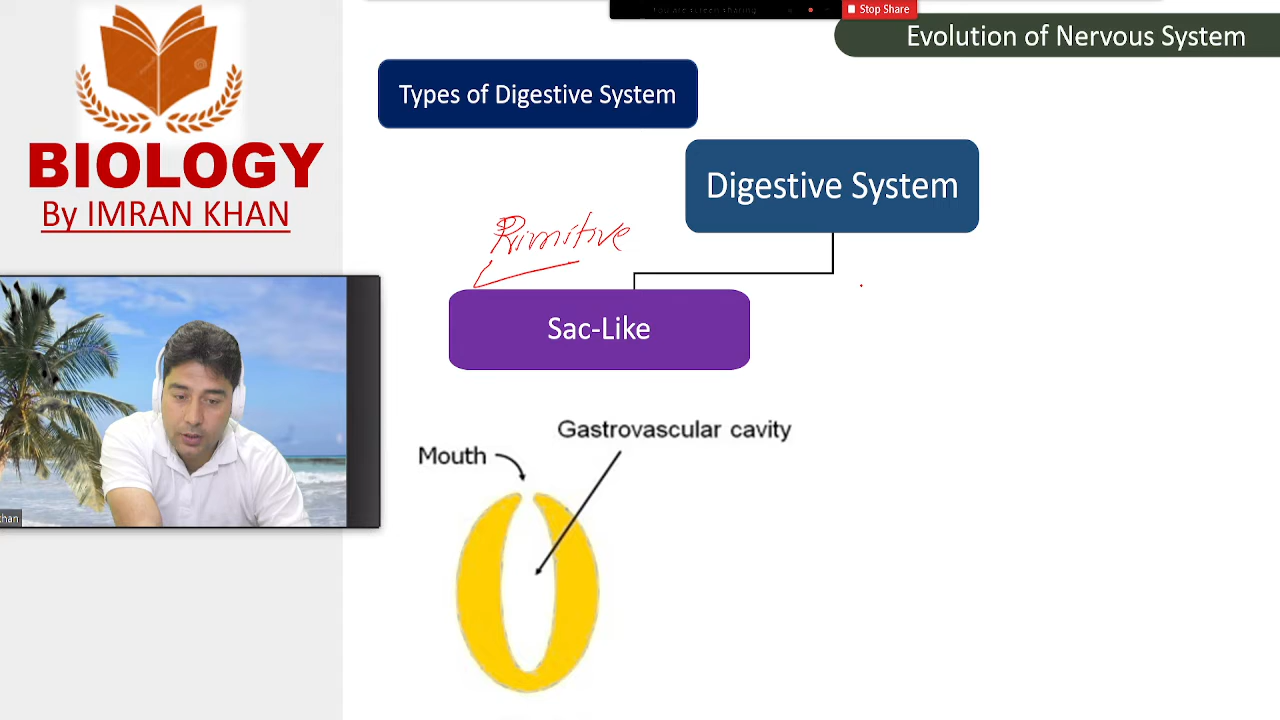 Stop Share
Evolution of Nervous System
Types of Digestive System
Digestive System
BIOLOGY
By IMRAN KHAN
Primitive
Sac-Like
Gastrovascular cavity
Mouth
khan